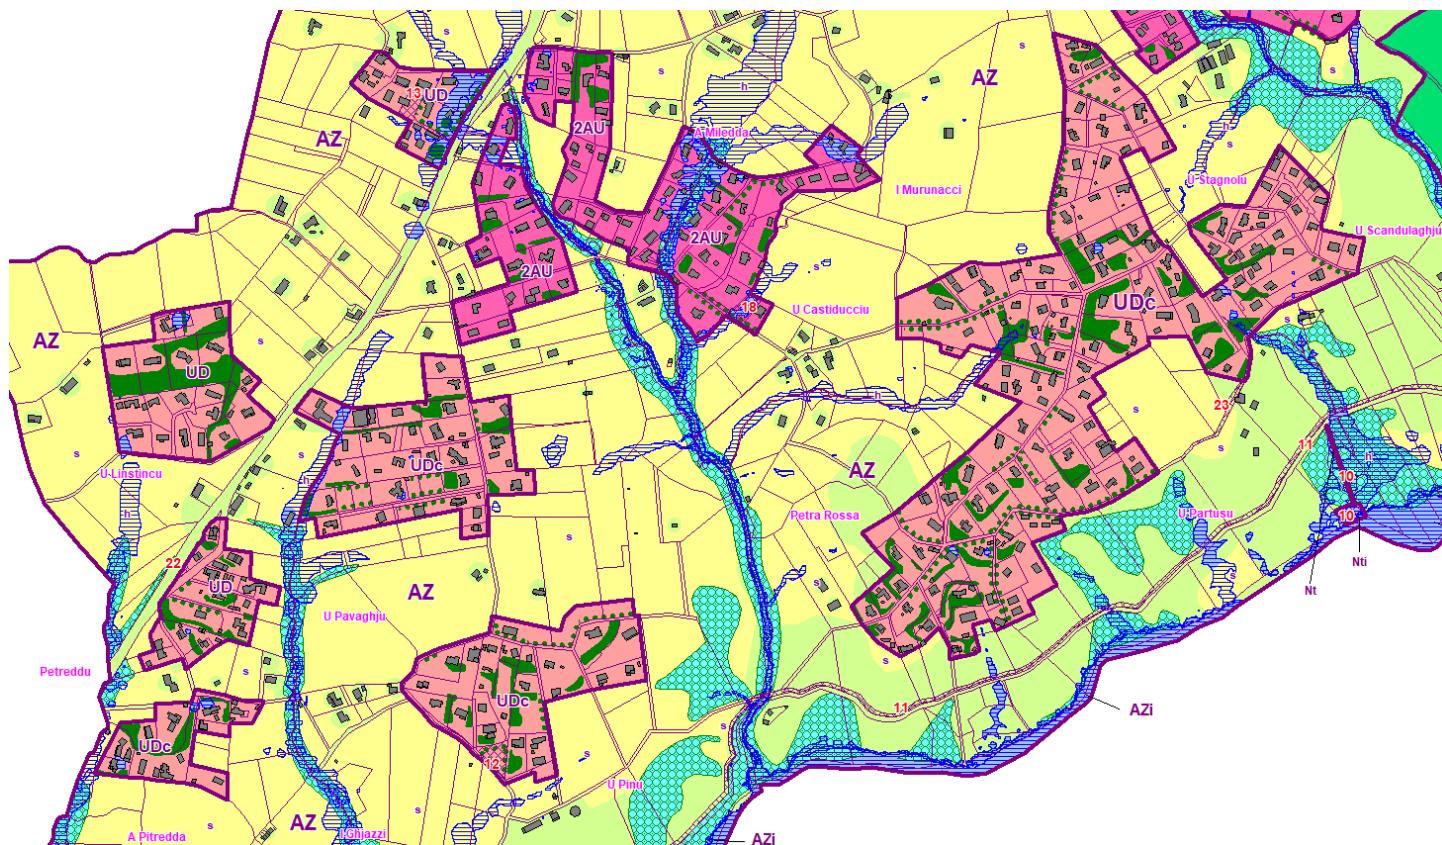 s
s
AZ
h
13
UD
AZ
2AU
A Miledda
h
s
s
s
U Stagnolu
I Murunacci
2AU
U Scandulaghju
s
2AU
s
18
U Castiducciu
UDc
s
AZ
s
UD
h
s
23
11
s
UDc
h
U Linstincu
h
s
AZ
10
h
Petra Rossa
U Partusu
10
s
Nti
22
UD
AZ
s
s
Nt
U Pavaghju
s
s
Petreddu
UDc
11
AZi
UDc
s
12
U Pinu
s
AZ
s
A Pitredda
I Ghjazzi
AZi